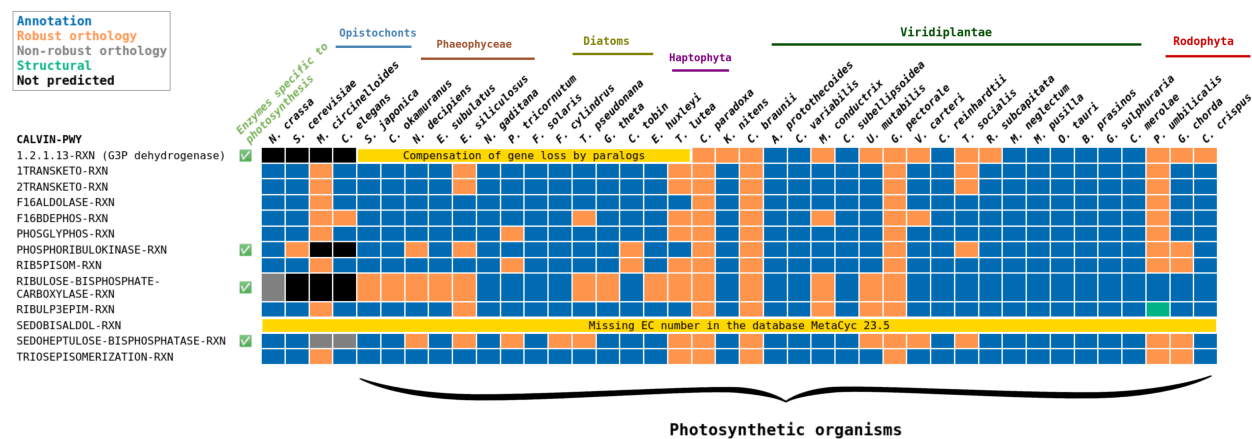 Annotation
Robust orthology
Non-robust orthology
Structural
Not predicted
Enzymes specific to
photosynthesis
Opistochonts
Phaeophyceae
Diatoms
Haptophyta
Viridiplantae
Rodophyta
N. crassa
S. cerevisiae
M. circinelloides
C. elegans
S. japonica
C. okamuranus
N. decipiens
E. subulatus
E. siliculosus
N. gaditana
P. tricornutum
F. solaris
F. cylindrus
T. pseudonana
G. theta
C. tobin
E. huxleyi
T. lutea
C. paradoxa
K. nitens
C. braunii
A. protothecoides
C. variabilis
M. conductrix
C. subellipsoidea
U. mutabilis
G. pectorale
V. carteri
C. reinhardtii
T. socialis
R. subcapitata
M. neglectum
M. pusilla
O. tauri
B. prasinos
G. sulphuraria
C. merolae
P. umbilicalis
G. chorda
C. crispus
CALVIN-PWY
1.2.1.13-RXN (G3P dehydrogenase)
Compensation of gene loss by paralogs
1TRANSKETO-RXN
2TRANSKETO-RXN
F16ALDOLASE-RXN
F16BDEPHOS-RXN
PHOSGLYPHOS-RXN
PHOSPHORIBULOKINASE-RXN
RIB5PISOM-RXN
RIBULOSE-BISPHOSPHATE-
CARBOXYLASE-RXN
RIBULP3EPIM-RXN
SEDOBISALDOL-RXN
Missing EC number in the database MetaCyc 23.5
SEDOHEPTULOSE-BISPHOSPHATASE-RXN
TRIOSEPISOMERIZATION-RXN
Photosynthetic organisms